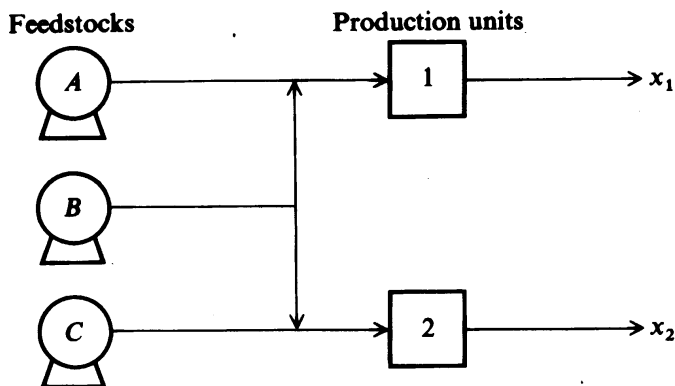 Feedstocks
Production units
A
1
x₁
B
C
2
x₂